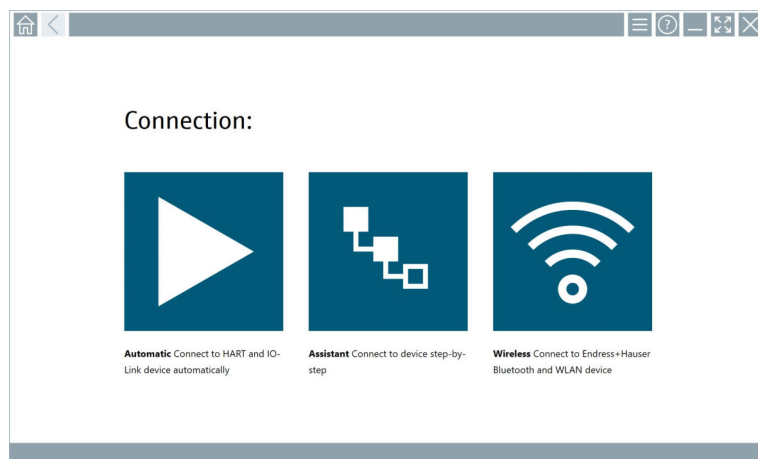 Connection:
Automatic Connect to HART and IO-
Link device automatically
Assistant Connect to device step-by-
step
Wireless Connect to Endress+Hauser
Bluetooth and WLAN device